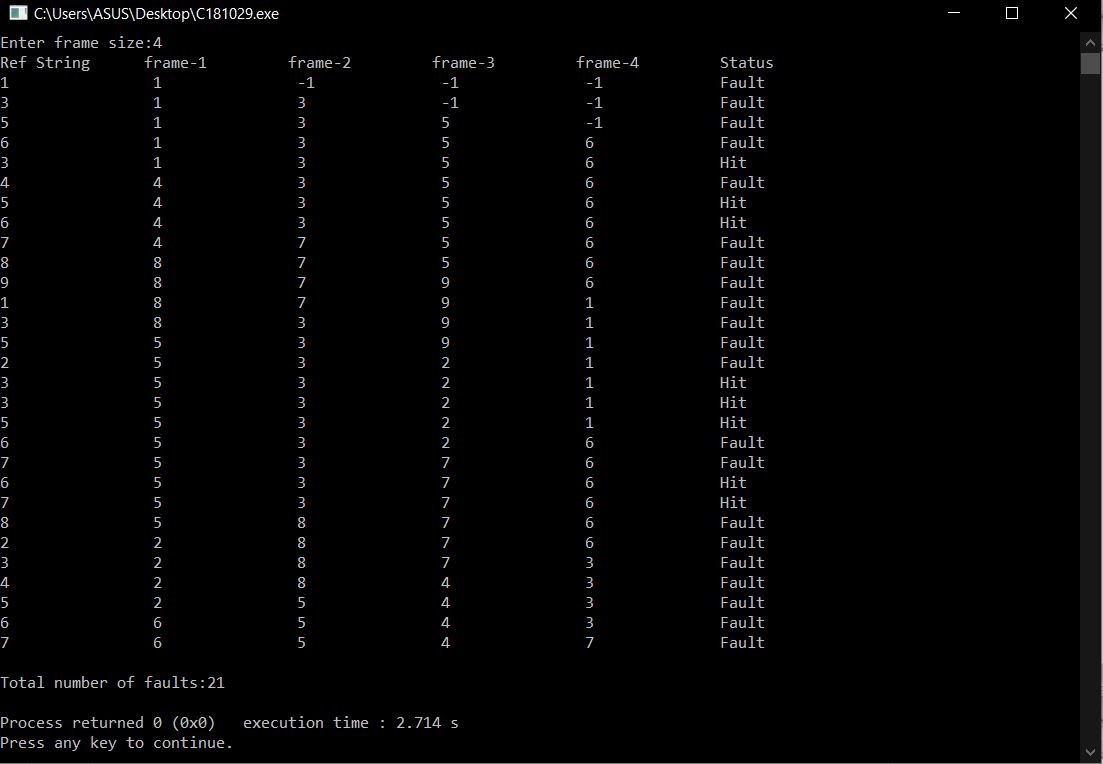 C:\Users\ASUS\Desktop\C181029.exe
Enter frame size:4
Ref String frame-1 frame-2 frame-3 frame-4 Status
1 1 -1 -1 -1 Fault
3 1 3 -1 -1 Fault
5 1 3 5 -1 Fault
6 1 3 5 6 Fault
3 1 3 5 6 Hit
4 4 3 5 6 Fault
5 4 3 5 6 Hit
6 4 3 5 6 Hit
7 4 7 5 6 Fault
8 8 7 5 6 Fault
9 8 7 9 6 Fault
1 8 7 9 1 Fault
3 8 3 9 1 Fault
5 5 3 9 1 Fault
2 5 3 2 1 Fault
3 5 3 2 1 Hit
3 5 3 2 1 Hit
5 5 3 2 1 Hit
6 5 3 2 6 Fault
7 5 3 7 6 Fault
6 5 3 7 6 Hit
7 5 3 7 6 Hit
8 5 8 7 6 Fault
2 2 8 7 6 Fault
3 2 8 7 3 Fault
4 2 8 4 3 Fault
5 2 5 4 3 Fault
6 6 5 4 3 Fault
7 6 5 4 7 Fault
Total number of faults:21
Process returned 0 (0x0) execution time : 2.714 s
Press any key to continue.